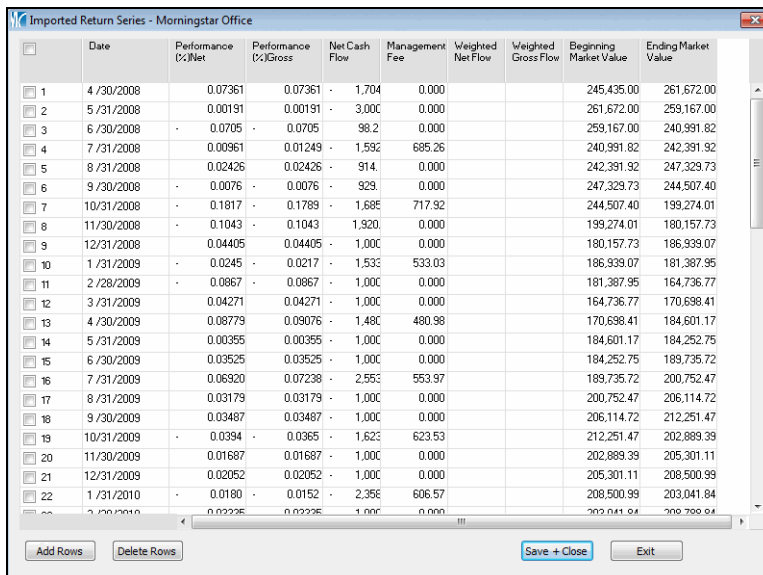 Imported Return Series - Morningstar Office
Date Performance (%)Net Performance (%)Gross Net Cash Flow Management Fee Weighted Net Flow Weighted Gross Flow Beginning Market Value Ending Market Value
1 4 /30/2008 0.07361 0.07361 - 1,704 0.000 245,435.00 261,672.00
2 5 /31/2008 0.00191 0.00191 - 3,000 0.000 261,672.00 259,167.00
3 6 /30/2008 - 0.0705 - 0.0705 98.2 0.000 259,167.00 240,991.82
4 7 /31/2008 0.00961 0.01249 - 1,592 685.26 240,991.82 242,391.92
5 8 /31/2008 0.02426 0.02426 - 914. 0.000 242,391.92 247,329.73
6 9 /30/2008 - 0.0076 - 0.0076 - 929. 0.000 247,329.73 244,507.40
7 10/31/2008 - 0.1817 - 0.1789 - 1,685 717.92 244,507.40 199,274.01
8 11/30/2008 - 0.1043 - 0.1043 1,920. 0.000 199,274.01 180,157.73
9 12/31/2008 0.04405 0.04405 - 1,000 0.000 180,157.73 186,939.07
10 1 /31/2009 - 0.0245 - 0.0217 - 1,533 533.03 186,939.07 181,387.95
11 2 /28/2009 - 0.0867 - 0.0867 - 1,000 0.000 181,387.95 164,736.77
12 3 /31/2009 0.04271 0.04271 - 1,000 0.000 164,736.77 170,698.41
13 4 /30/2009 0.08779 0.09076 - 1,480 480.98 170,698.41 184,601.17
14 5 /31/2009 0.00355 0.00355 - 1,000 0.000 184,601.17 184,252.75
15 6 /30/2009 0.03525 0.03525 - 1,000 0.000 184,252.75 189,735.72
16 7 /31/2009 0.06920 0.07238 - 2,553 553.97 189,735.72 200,752.47
17 8 /31/2009 0.03179 0.03179 - 1,000 0.000 200,752.47 206,114.72
18 9 /30/2009 0.03487 0.03487 - 1,000 0.000 206,114.72 212,251.47
19 10/31/2009 - 0.0394 - 0.0365 - 1,623 623.53 212,251.47 202,889.39
20 11/30/2009 0.01687 0.01687 - 1,000 0.000 202,889.39 205,301.11
21 12/31/2009 0.02052 0.02052 - 1,000 0.000 205,301.11 208,500.99
22 1 /31/2010 - 0.0180 - 0.0152 - 2,358 606.57 208,500.99 203,041.84
Add Rows Delete Rows Save + Close Exit